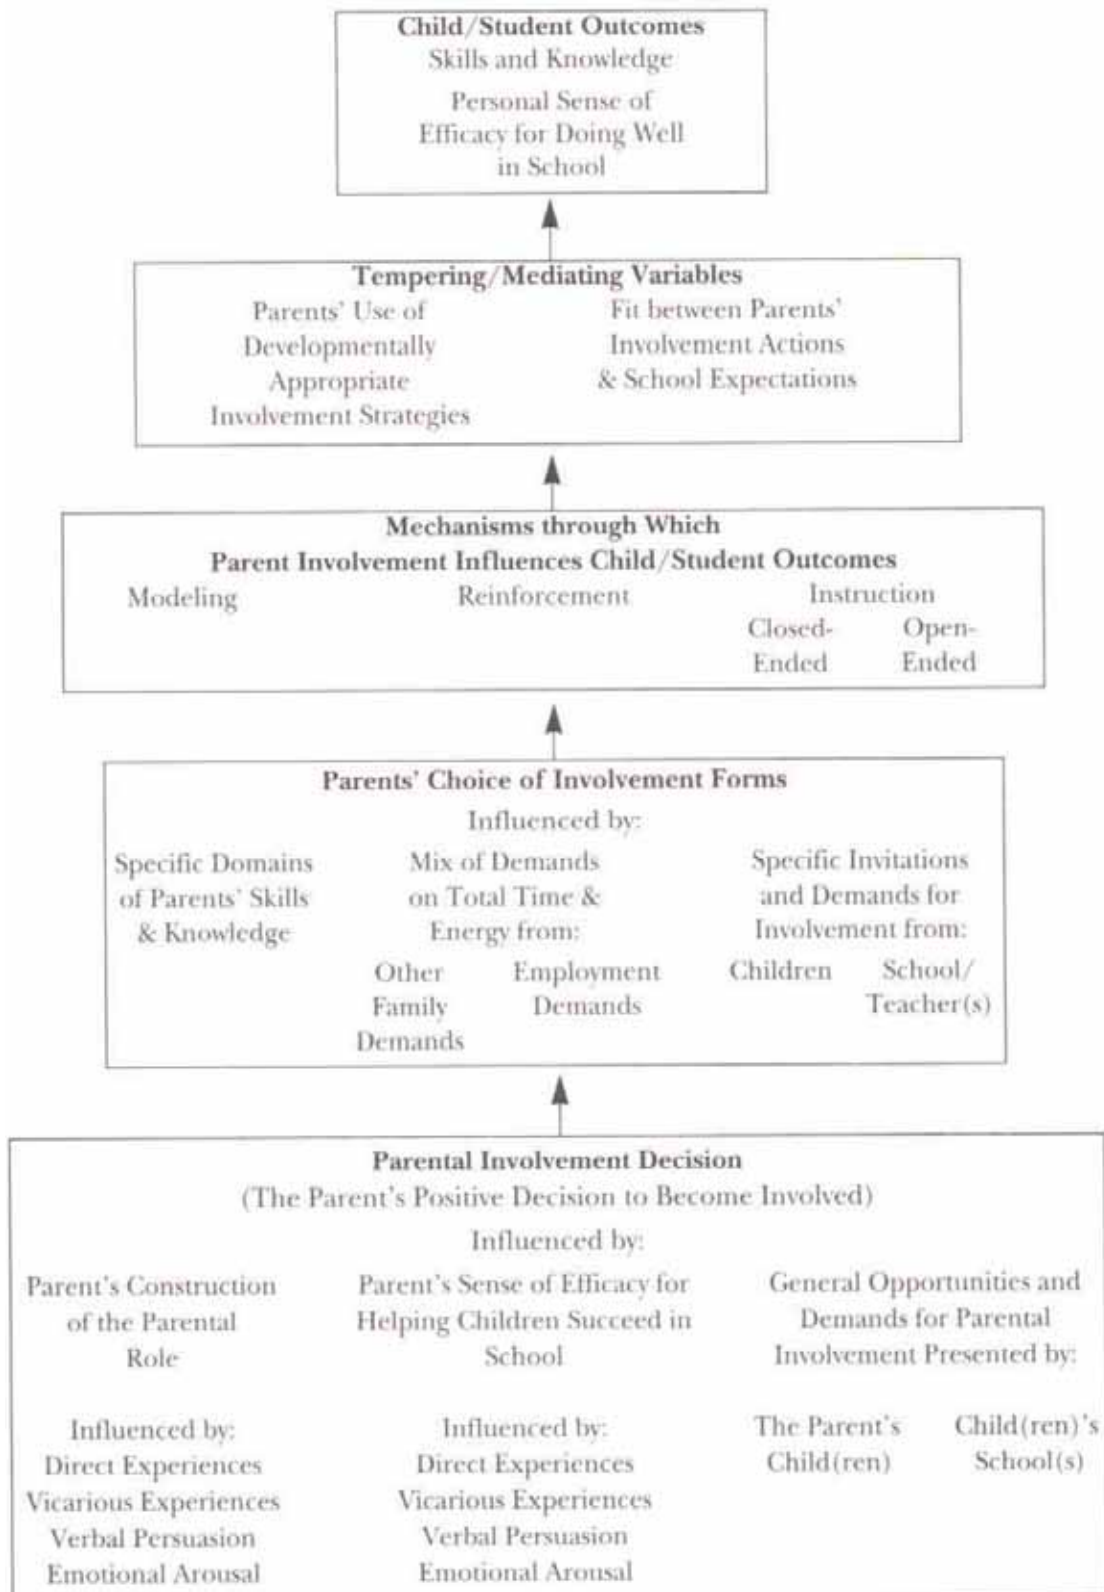 Child/Student Outcomes
Skills and Knowledge
Personal Sense of
Efficacy for Doing Well
in School
Tempering/Mediating Variables
Parents' Use of
Developmentally
Appropriate
Involvement Strategies
Fit between Parents'
Involvement Actions
& School Expectations
Mechanisms through Which
Parent Involvement Influences Child/Student Outcomes
Modeling
Reinforcement
Instruction
Closed-
Ended
Open-
Ended
Parents' Choice of Involvement Forms
Influenced by:
Specific Domains
of Parents' Skills
& Knowledge
Mix of Demands
on Total Time &
Energy from:
Other
Family
Demands
Employment
Demands
Specific Invitations
and Demands for
Involvement from:
Children
School/
Teacher(s)
Parental Involvement Decision
(The Parent's Positive Decision to Become Involved)
Influenced by:
Parent's Construction
of the Parental
Role
Influenced by:
Direct Experiences
Vicarious Experiences
Verbal Persuasion
Emotional Arousal
Parent's Sense of Efficacy for
Helping Children Succeed in
School
Influenced by:
Direct Experiences
Vicarious Experiences
Verbal Persuasion
Emotional Arousal
General Opportunities and
Demands for Parental
Involvement Presented by:
The Parent's
Child(ren)
Child(ren)'s
School(s)